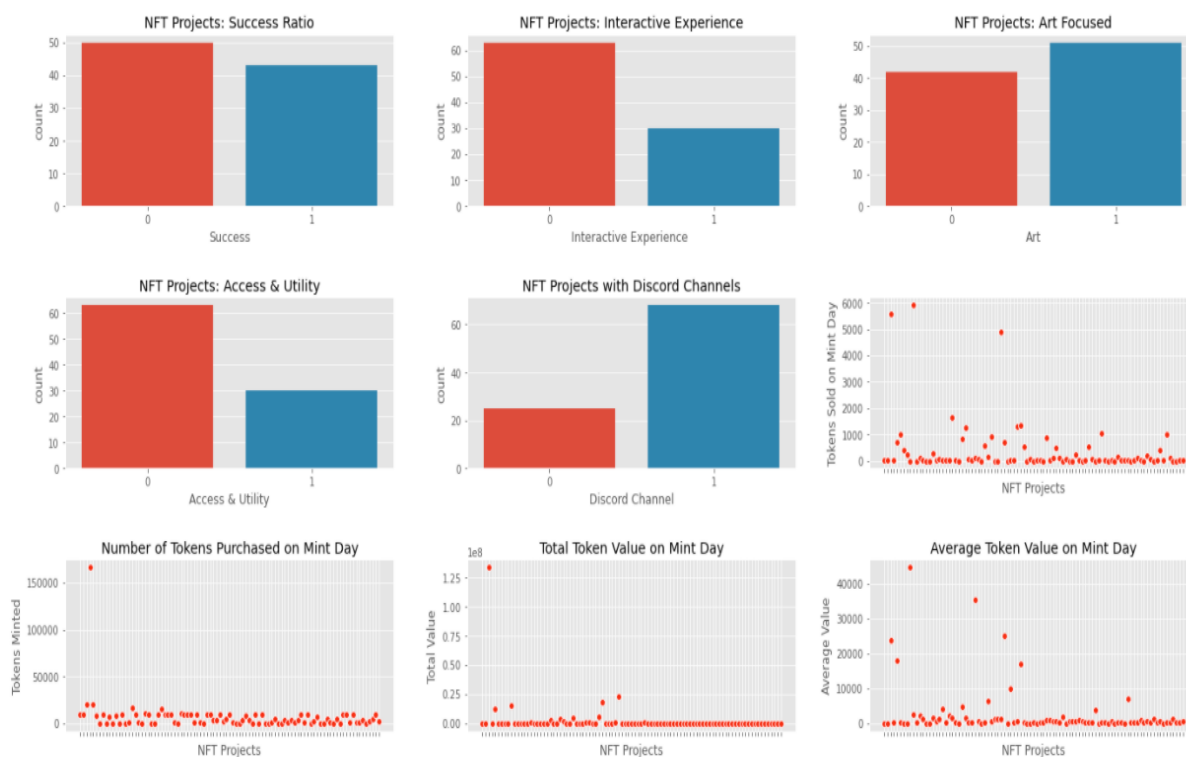 NFT Projects: Success Ratio
count
50
40
30
20
10
0
0 1
Success
NFT Projects: Interactive Experience
count
60
50
40
30
20
10
0
0 1
Interactive Experience
NFT Projects: Art Focused
count
50
40
30
20
10
0
0 1
Art
NFT Projects: Access & Utility
count
60
50
40
30
20
10
0
0 1
Access & Utility
NFT Projects with Discord Channels
count
60
40
20
0
0 1
Discord Channel
Tokens Sold on Mint Day
6000
5000
4000
3000
2000
1000
0
NFT Projects
Number of Tokens Purchased on Mint Day
Tokens Minted
150000
100000
50000
0
NFT Projects
Total Token Value on Mint Day
1e8
Total Value
1.25
1.00
0.75
0.50
0.25
0.00
NFT Projects
Average Token Value on Mint Day
Average Value
40000
30000
20000
10000
0
NFT Projects